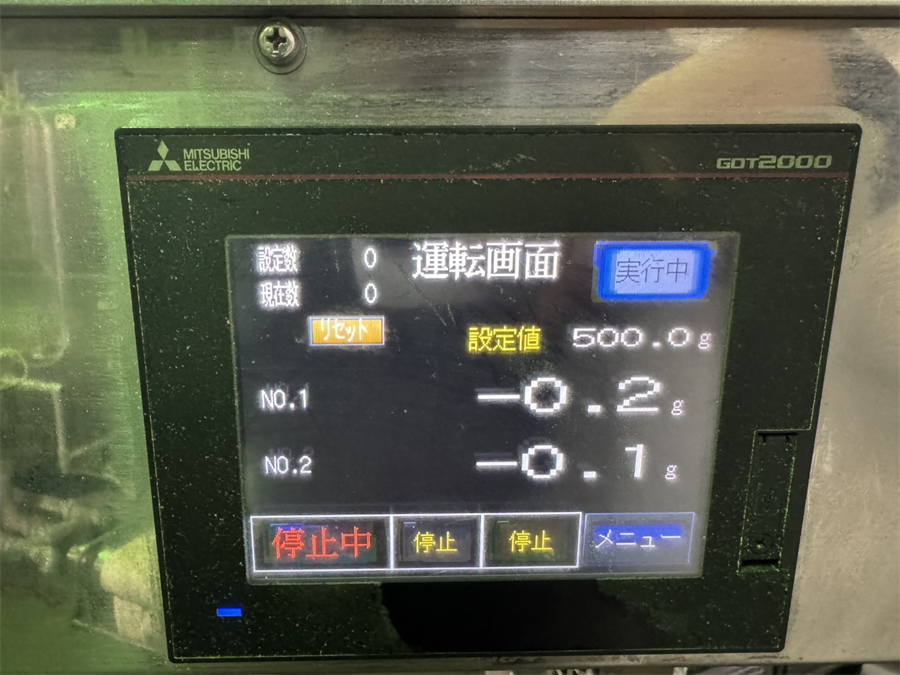 MITSUBISHI
ELECTRIC
GOT2000
設定数 0 運転画面 実行中
現在数 0
リセット 設定値 500.0g
NO.1 -0.2g
NO.2 -0.1g
停止中 停止 停止 メニュー